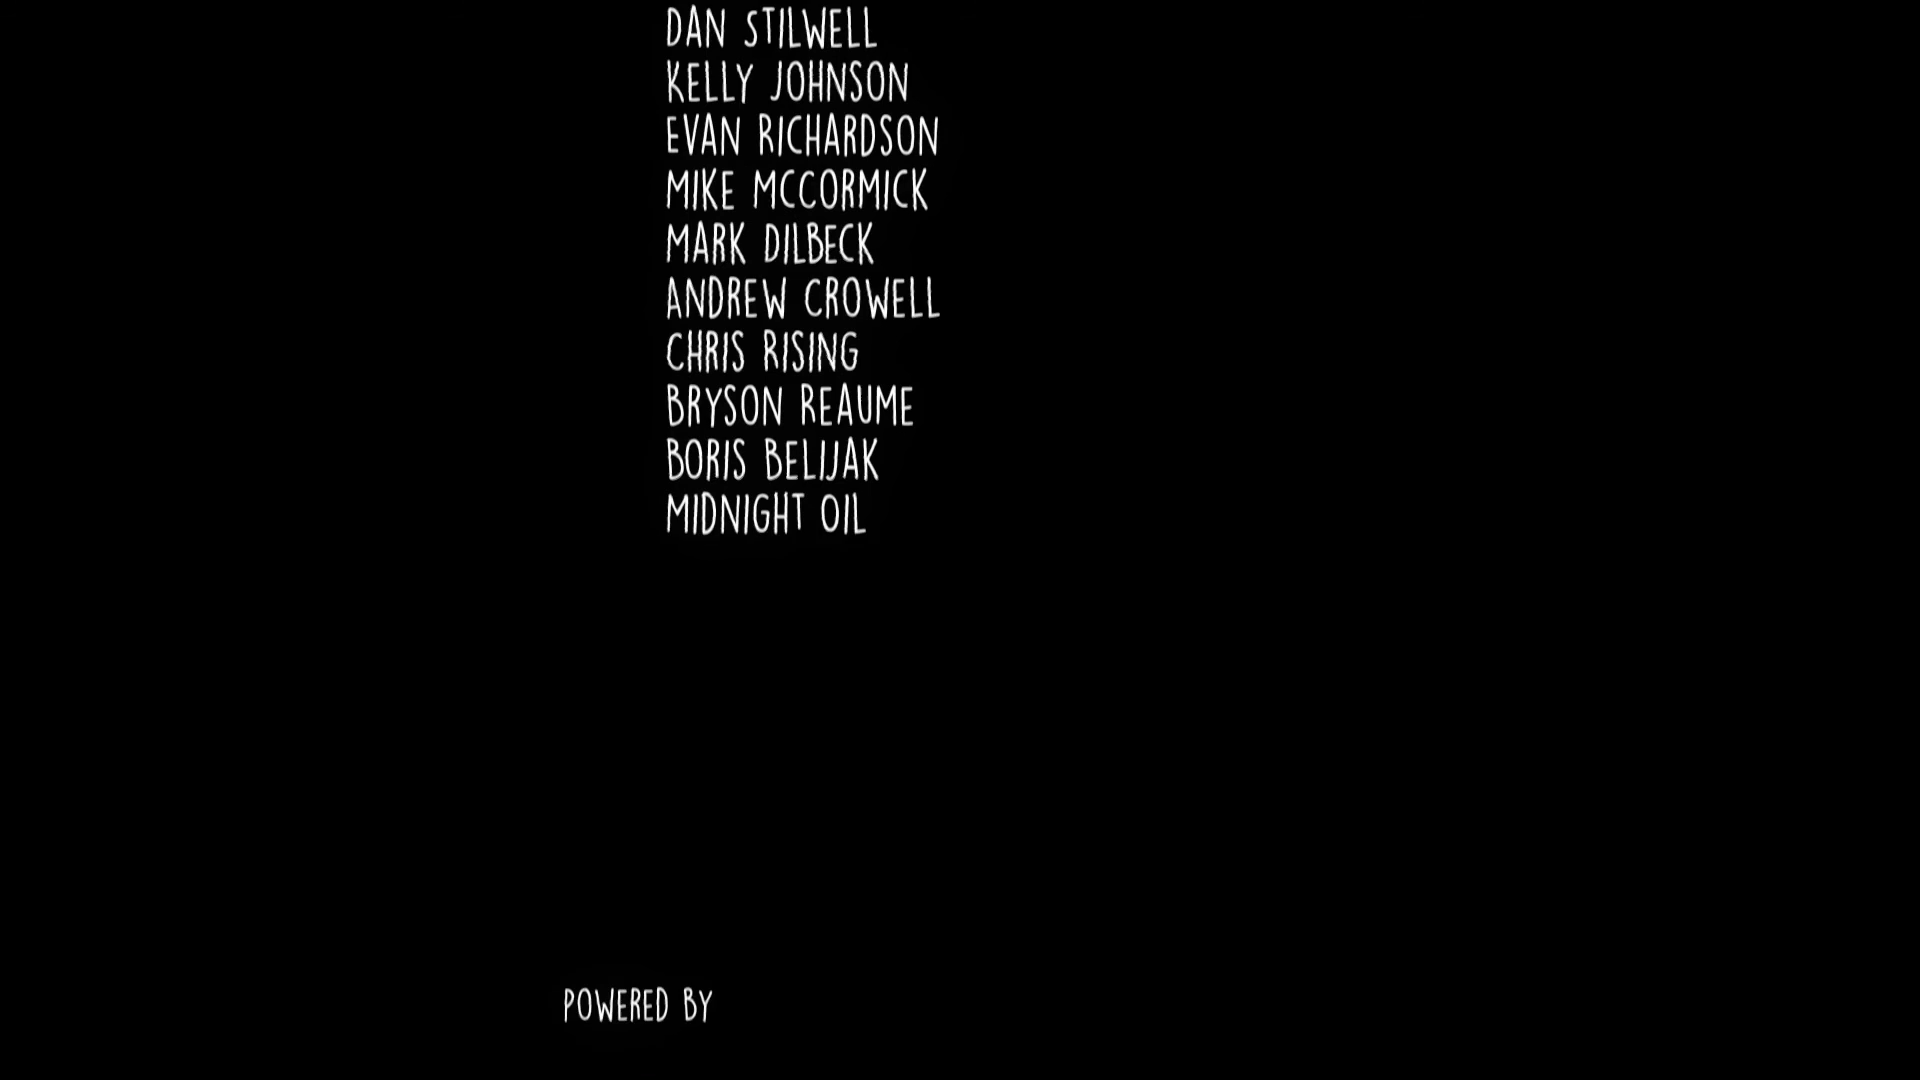 DAN STILWELL
KELLY JOHNSON
EVAN RICHARDSON
MIKE MCCORMICK
MARK DILBECK
ANDREW CROWELL
CHRIS RISING
BRYSON REAUME
BORIS BELIJAK
MIDNIGHT OIL
POWERED BY